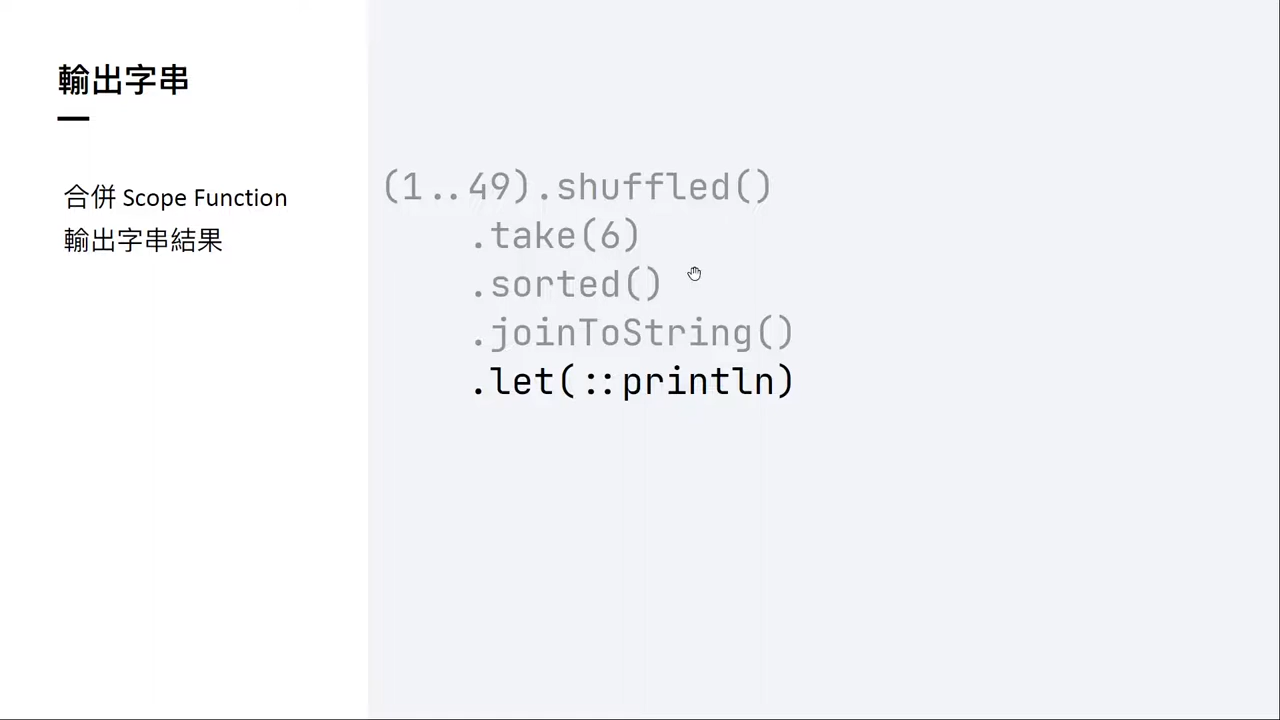 輸出字串
合併 Scope Function
輸出字串結果
(1..49).shuffled()
.take(6)
.sorted()
.joinToString()
.let(::println)